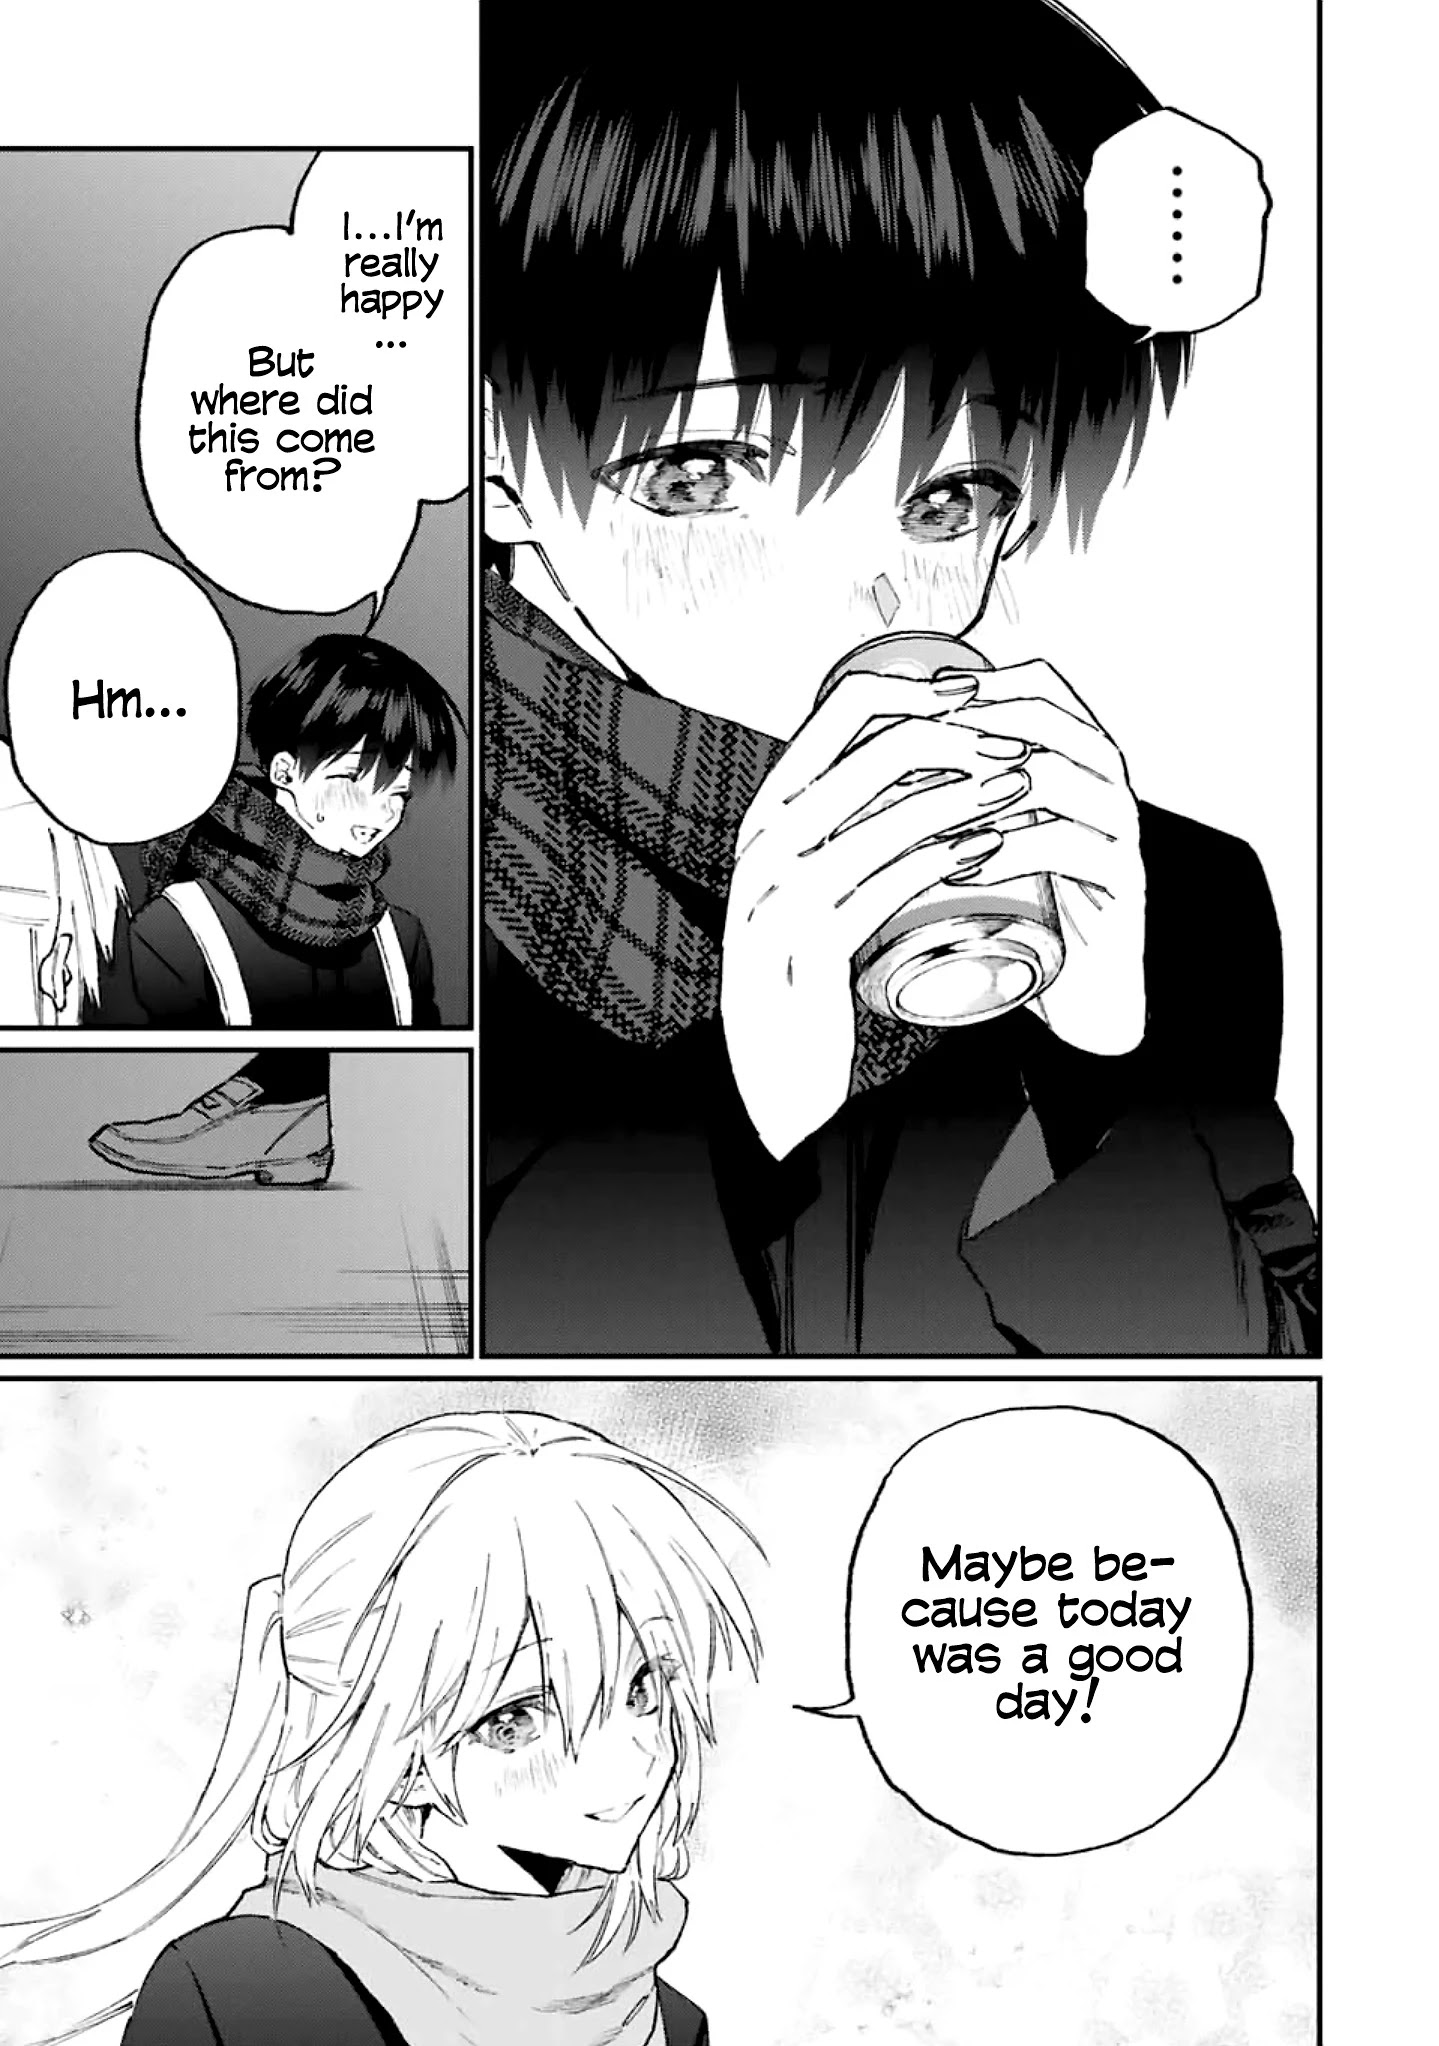 ......
I...I'm
really
happy
...
But
where did
this come
from?
Hm...
Maybe be-
cause today
was a good
day!